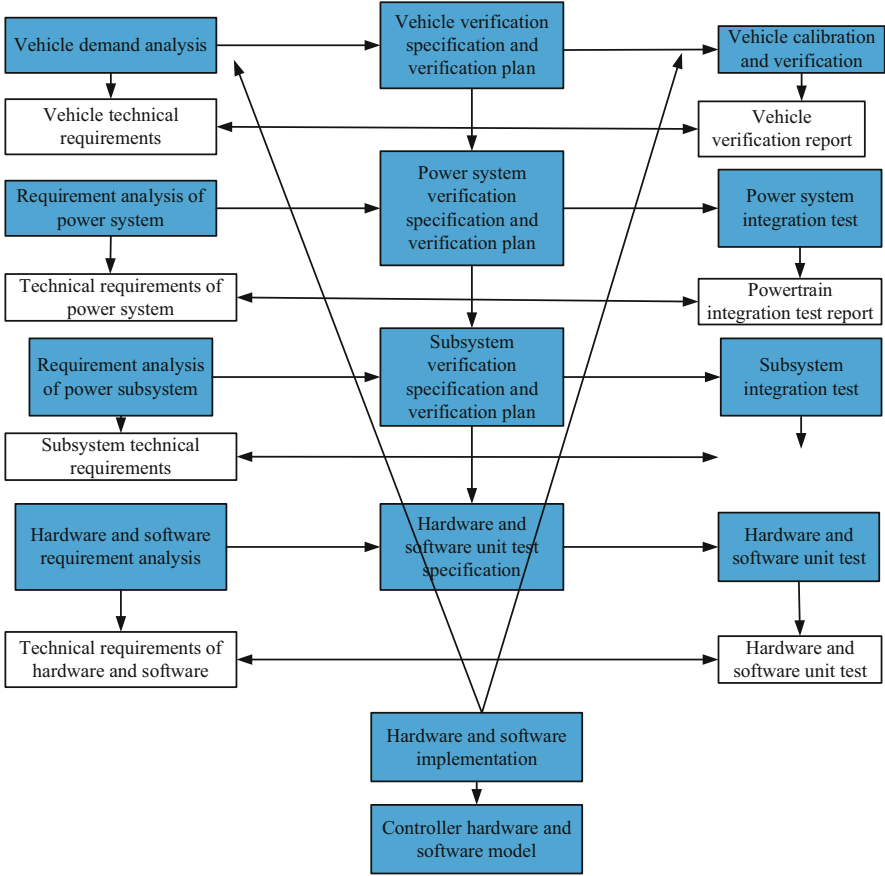 Vehicle demand analysis
Vehicle verification
specification and
verification plan
Vehicle calibration
and verification
Vehicle technical
requirements
Vehicle
verification report
Requirement analysis of
power system
Power system
verification
specification and
verification plan
Power system
integration test
Technical requirements of
power system
Powertrain
integration test report
Requirement analysis
of power subsystem
Subsystem
verification
specification and
verification plan
Subsystem
integration test
Subsystem technical
requirements
Hardware and software
requirement analysis
Hardware and
software unit test
specification
Hardware and
software unit test
Technical requirements of
hardware and software
Hardware and
software unit test
Hardware and software
implementation
Controller hardware and
software model